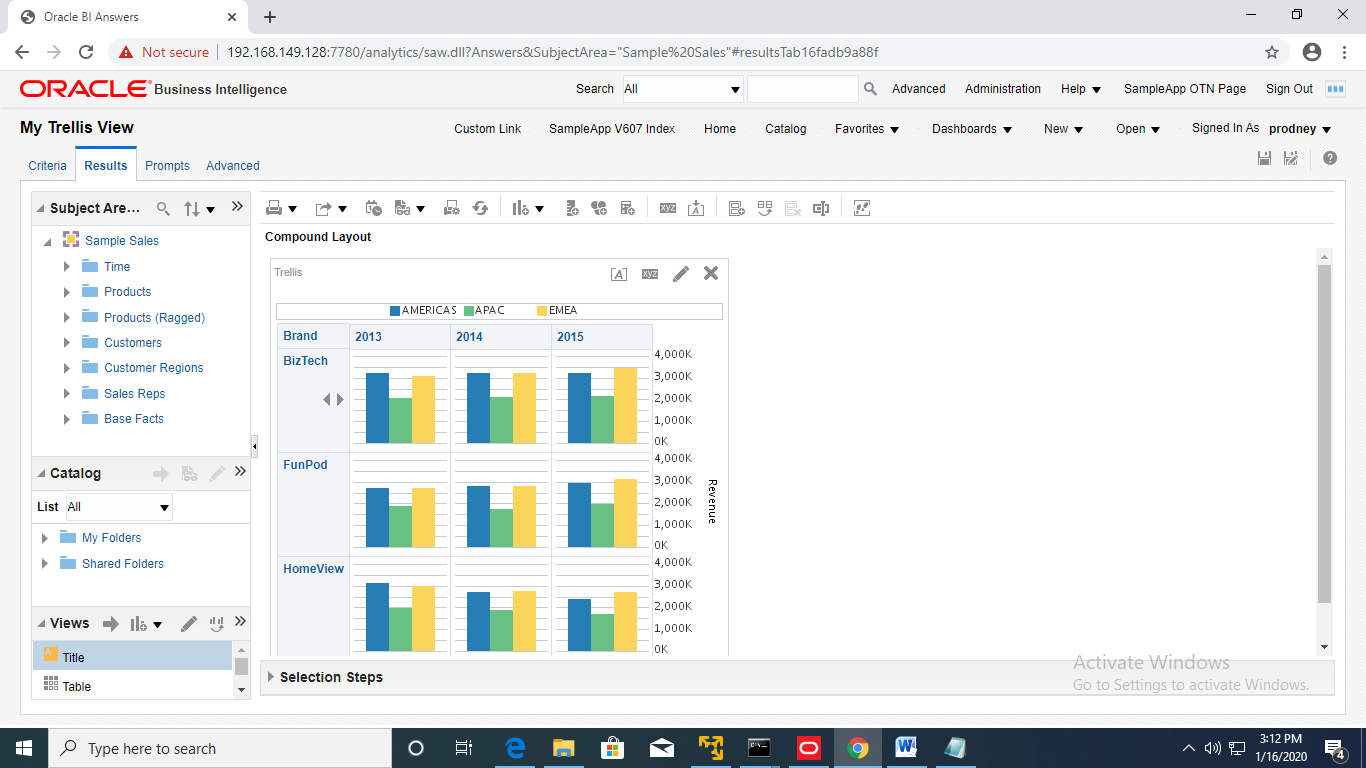 Oracle BI Answers
Not secure 192.168.149.128:7780/analytics/saw.dll?Answers&SubjectArea="Sample%20Sales"#resultsTab16fadb9a88f
ORACLE Business Intelligence
Search All Advanced Administration Help SampleApp OTN Page Sign Out
My Trellis View
Custom Link SampleApp V607 Index Home Catalog Favorites Dashboards New Open Signed In As prodney
Criteria Results Prompts Advanced
Subject Are...
Sample Sales
Time
Products
Products (Ragged)
Customers
Customer Regions
Sales Reps
Base Facts
Catalog
List All
My Folders
Shared Folders
Views
Title
Table
Compound Layout
Trellis
xyz
xyz
AMERICAS APAC EMEA
Brand 2013 2014 2015
BizTech
4,000K
3,000K
2,000K
1,000K
0K
FunPod
4,000K
3,000K
2,000K
1,000K
0K
HomeView
4,000K
3,000K
2,000K
1,000K
0K
Revenue
Selection Steps
Activate Windows
Go to Settings to activate Windows.
Type here to search
3:12 PM
1/16/2020
4